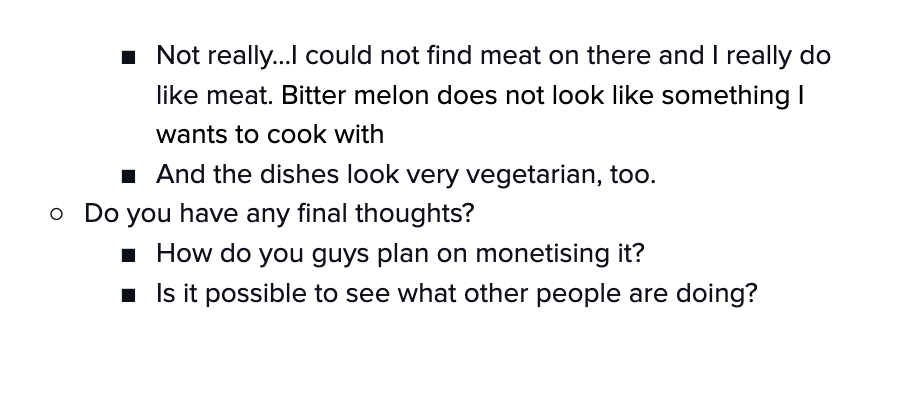 ■ Not really...I could not find meat on there and I really do
like meat. Bitter melon does not look like something I
wants to cook with
■ And the dishes look very vegetarian, too.
○ Do you have any final thoughts?
■ How do you guys plan on monetising it?
■ Is it possible to see what other people are doing?